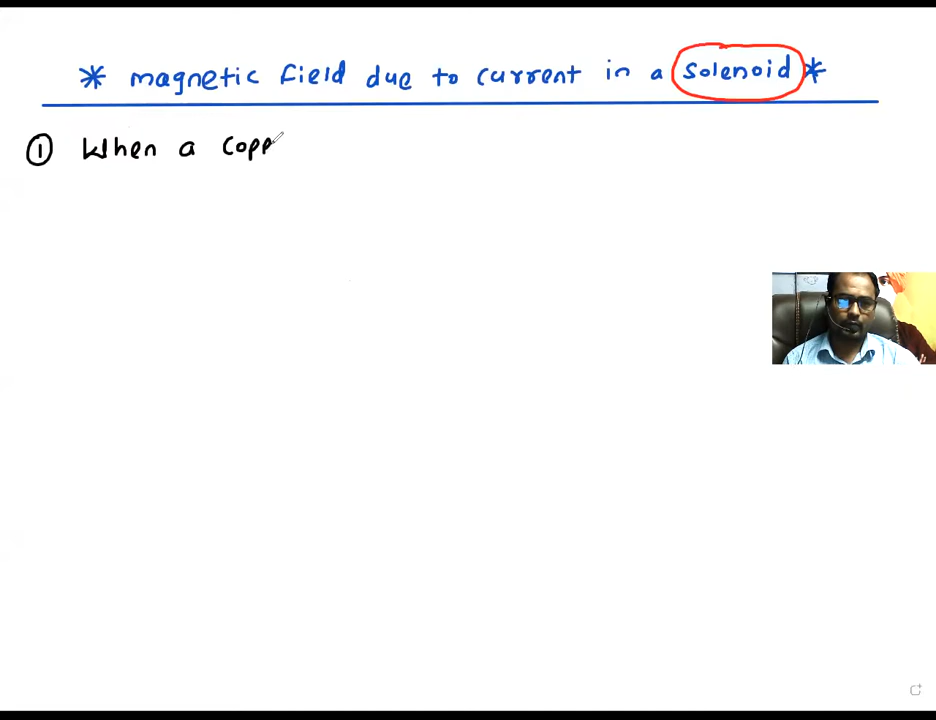 * magnetic field due to current in a solenoid *
① When a copp